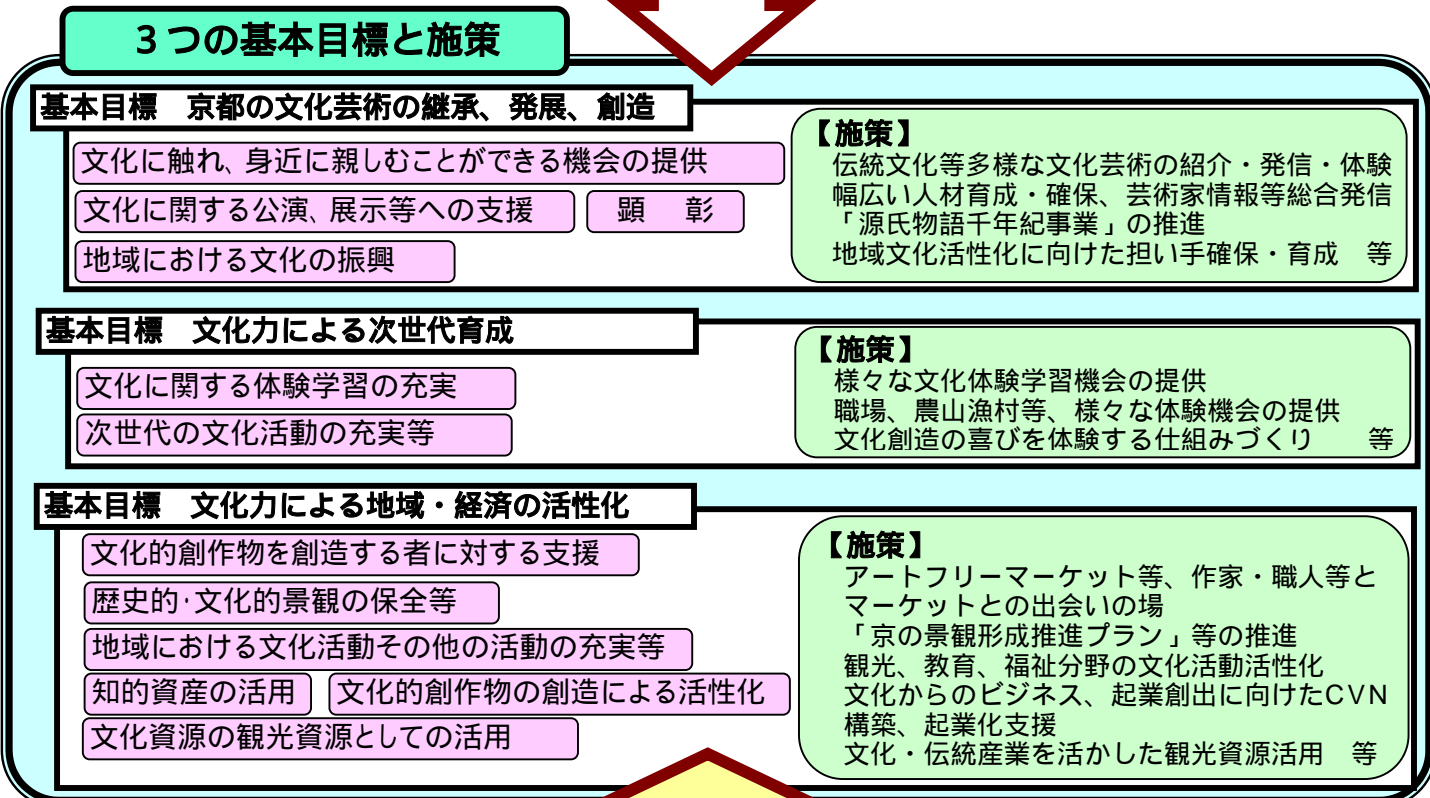 ３つの基本目標と施策
基本目標　京都の文化芸術の継承、発展、創造
文化に触れ、身近に親しむことができる機会の提供
文化に関する公演、展示等への支援
顕　彰
地域における文化の振興
【施策】
伝統文化等多様な文化芸術の紹介・発信・体験
幅広い人材育成・確保、芸術家情報等総合発信
「源氏物語千年紀事業」の推進
地域文化活性化に向けた担い手確保・育成　等
基本目標　文化力による次世代育成
文化に関する体験学習の充実
次世代の文化活動の充実等
【施策】
様々な文化体験学習機会の提供
職場、農山漁村等、様々な体験機会の提供
文化創造の喜びを体験する仕組みづくり　　等
基本目標　文化力による地域・経済の活性化
文化的創作物を創造する者に対する支援
歴史的・文化的景観の保全等
地域における文化活動その他の活動の充実等
知的資産の活用
文化的創作物の創造による活性化
文化資源の観光資源としての活用
【施策】
アートフリーマーケット等、作家・職人等と
マーケットとの出会いの場
「京の景観形成推進プラン」等の推進
観光、教育、福祉分野の文化活動活性化
文化からのビジネス、起業創出に向けたCVN
構築、起業化支援
文化・伝統産業を活かした観光資源活用　等